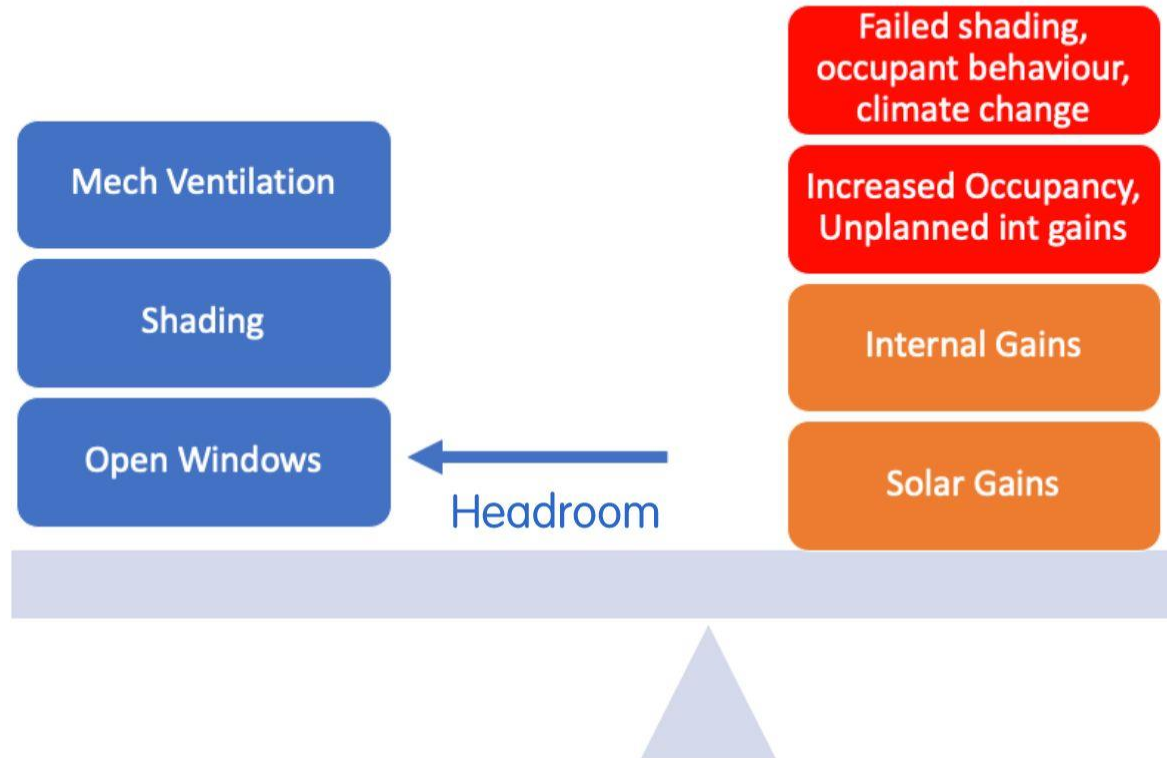 Mech Ventilation
Shading
Open Windows
Headroom
Failed shading,
occupant behaviour,
climate change
Increased Occupancy,
Unplanned int gains
Internal Gains
Solar Gains